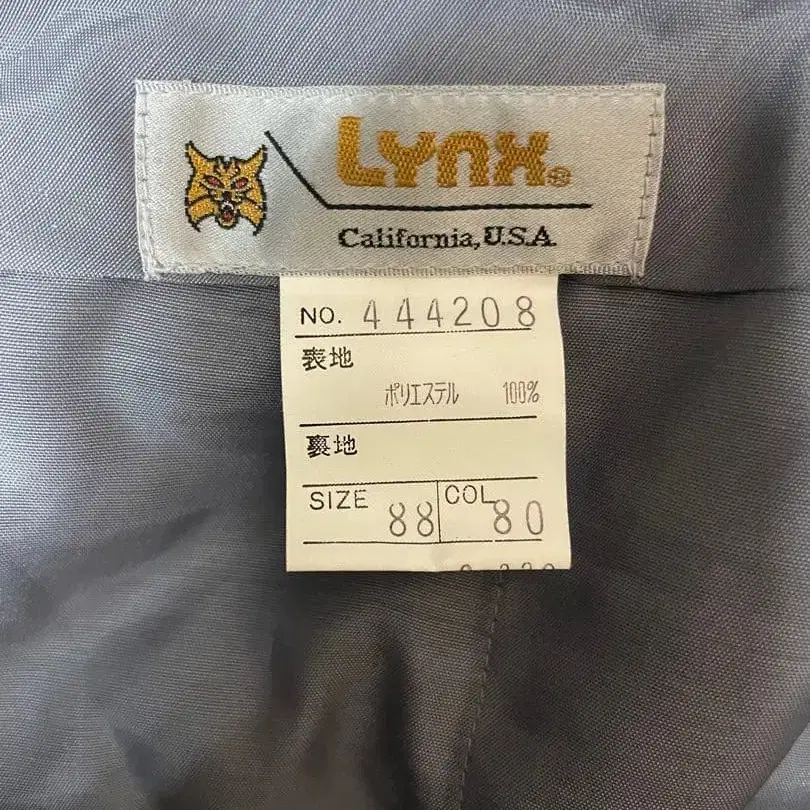 Lynx®
California, U.S.A.
NO. 444208
表地
ポリエステル 100%
裏地
SIZE 88 COL 80